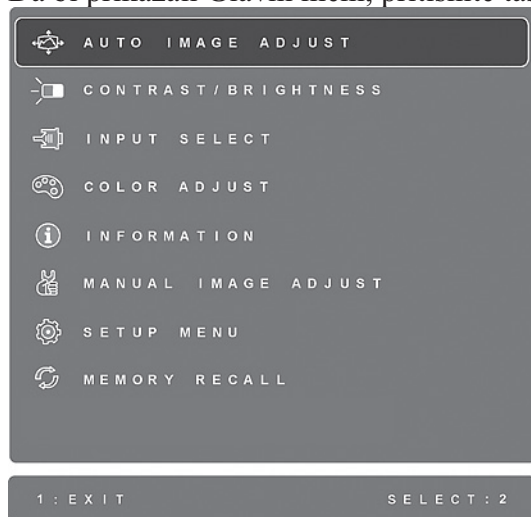 AUTO IMAGE ADJUST
CONTRAST/BRIGHTNESS
INPUT SELECT
COLOR ADJUST
INFORMATION
MANUAL IMAGE ADJUST
SETUP MENU
MEMORY RECALL
1:EXIT SELECT:2